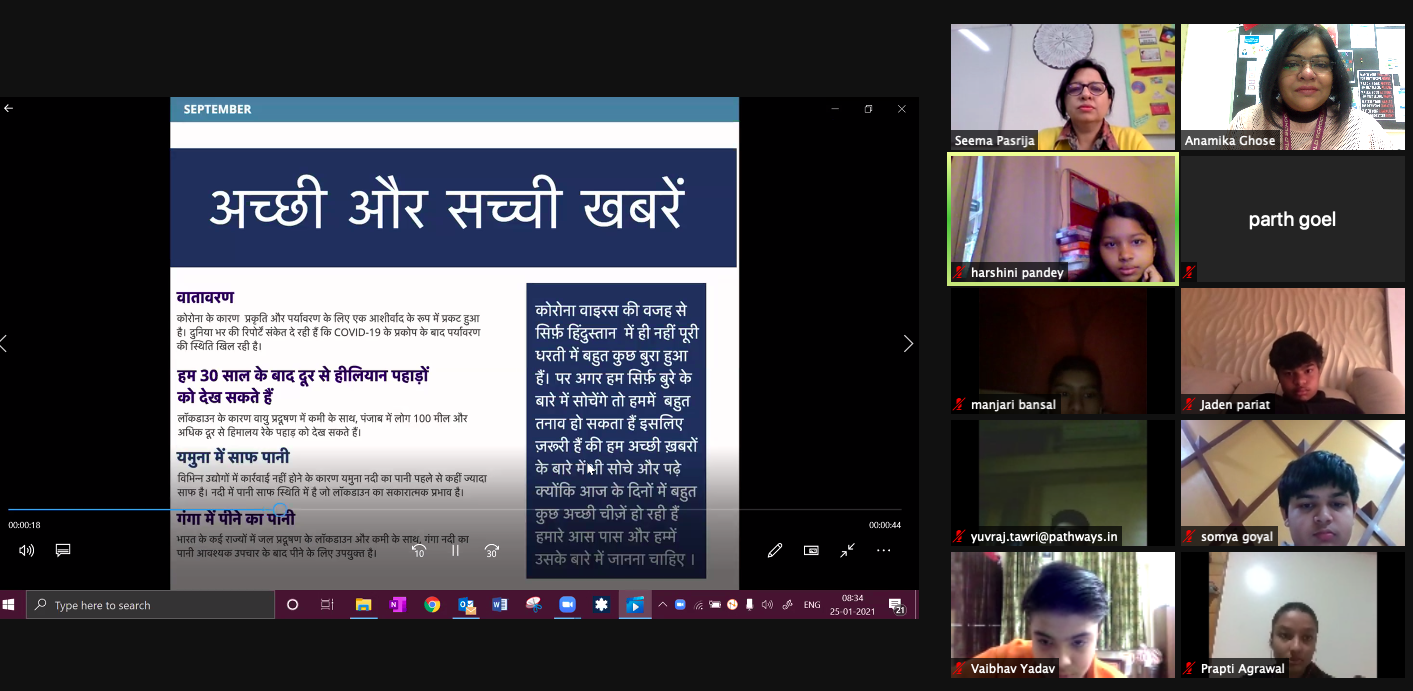 SEPTEMBER
अच्छी और सच्ची खबरें
वातावरण
कोरोना के कारण प्रकृति और पर्यावरण के लिए एक आशीर्वाद के रूप में प्रकट हुआ
है। दुनिया भर की रिपोर्टें संकेत दे रही हैं कि COVID-19 के प्रकोप के बाद पर्यावरण
की स्थिति खिल रही है।
हम 30 साल के बाद दूर से हीलियान पहाड़ों
को देख सकते हैं
लॉकडाउन के कारण वायु प्रदूषण में कमी के साथ, पंजाब में लोग 100 मील और
अधिक दूर से हिमालय रेके पहाड़ को देख सकते हैं।
यमुना में साफ पानी
विभिन्न उद्योगों में कार्रवाई नहीं होने के कारण यमुना नदी का पानी पहले से कहीं ज्यादा
साफ है। नदी में पानी साफ स्थिति में है जो लॉकडाउन का सकारात्मक प्रभाव है।
गंगा में पीने का पानी
भारत के कई राज्यों में जल प्रदूषण के लॉकडाउन और कमी के साथ, गंगा नदी का
पानी आवश्यक उपचार के बाद पीने के लिए उपयुक्त है।
कोरोना वाइरस की वजह से
सिर्फ़ हिंदुस्तान में ही नहीं पूरी
धरती में बहुत कुछ बुरा हुआ
हैं। पर अगर हम सिर्फ़ बुरे के
बारे में सोचेंगे तो हममें बहुत
तनाव हो सकता हैं इसलिए
ज़रूरी हैं की हम अच्छी ख़बरों
के बारे में भी सोचे और पढ़े
क्योंकि आज के दिनों में बहुत
कुछ अच्छी चीज़ें हो रही हैं
हमारे आस पास और हम्में
उसके बारे में जानना चाहिए ।
00:00:18
00:00:44
10
30
Type here to search
ENG
08:34
25-01-2021
21
Seema Pasrija
Anamika Ghose
harshini pandey
parth goel
manjari bansal
Jaden pariat
yuvraj.tawri@pathways.in
somya goyal
Vaibhav Yadav
Prapti Agrawal